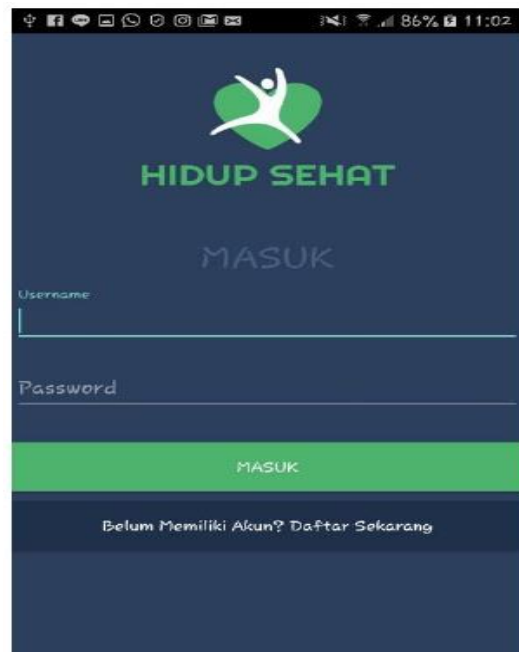 86% 11:02
HIDUP SEHAT
MASUK
Username
Password
MASUK
Belum Memiliki Akun? Daftar Sekarang